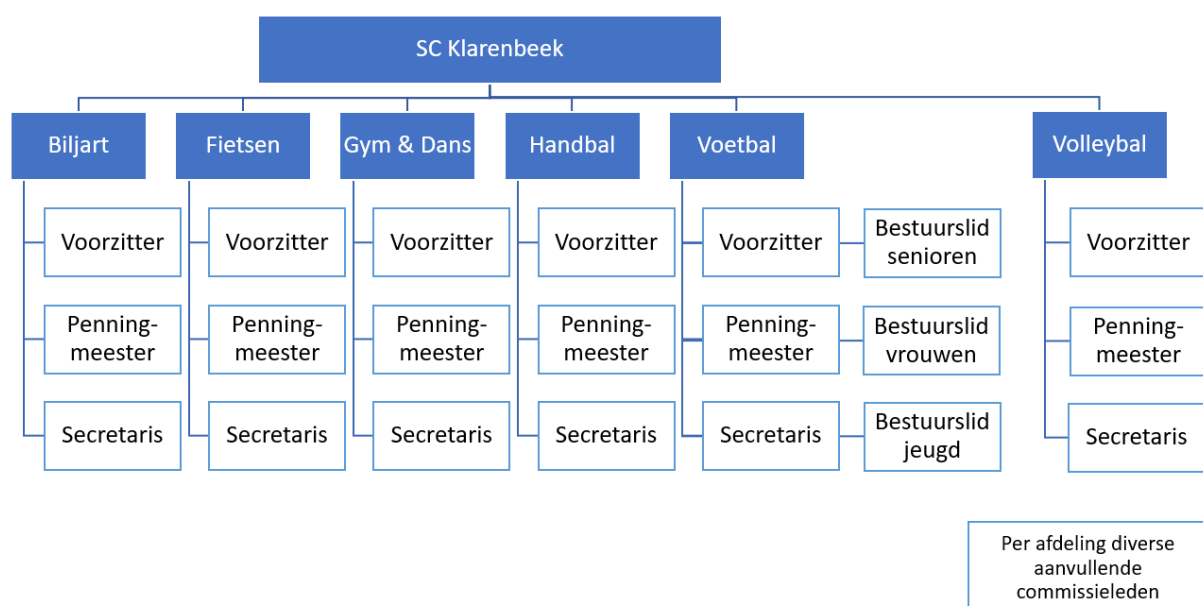 SC Klarenbeek
Biljart
Fietsen
Gym & Dans
Handbal
Voetbal
Volleybal
Voorzitter
Voorzitter
Voorzitter
Voorzitter
Voorzitter
Bestuurslid
senioren
Voorzitter
Penning-
meester
Penning-
meester
Penning-
meester
Penning-
meester
Penning-
meester
Bestuurslid
vrouwen
Penning-
meester
Secretaris
Secretaris
Secretaris
Secretaris
Secretaris
Bestuurslid
jeugd
Secretaris
Per afdeling diverse
aanvullende
commissieleden